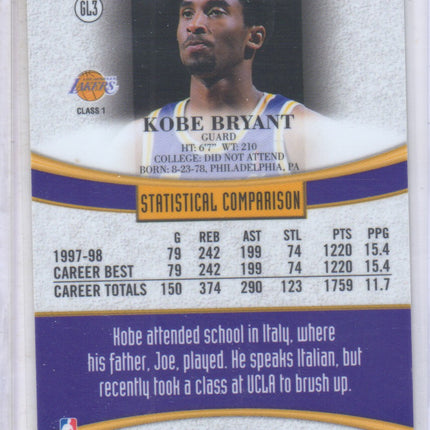 GL3
LAKERS
CLASS 1
KOBE BRYANT
GUARD
HT: 6'7" WT: 210
COLLEGE: DID NOT ATTEND
BORN: 8-23-78, PHILADELPHIA, PA
STATISTICAL COMPARISON
G REB AST STL PTS PPG
1997-98 79 242 199 74 1220 15.4
CAREER BEST 79 242 199 74 1220 15.4
CAREER TOTALS 150 374 290 123 1759 11.7
Kobe attended school in Italy, where
his father, Joe, played. He speaks Italian, but
recently took a class at UCLA to brush up.